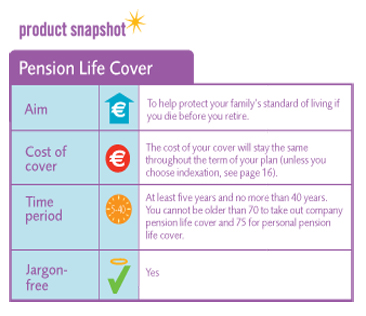 product snapshot
Pension Life Cover
Aim
€
To help protect your family's standard of living if
you die before you retire.
Cost of
cover
€
The cost of your cover will stay the same
throughout the term of your plan (unless you
choose indexation, see page 16).
Time
period
5-40
At least five years and no more than 40 years.
You cannot be older than 70 to take out company
pension life cover and 75 for personal pension
life cover.
Jargon-
free
Yes